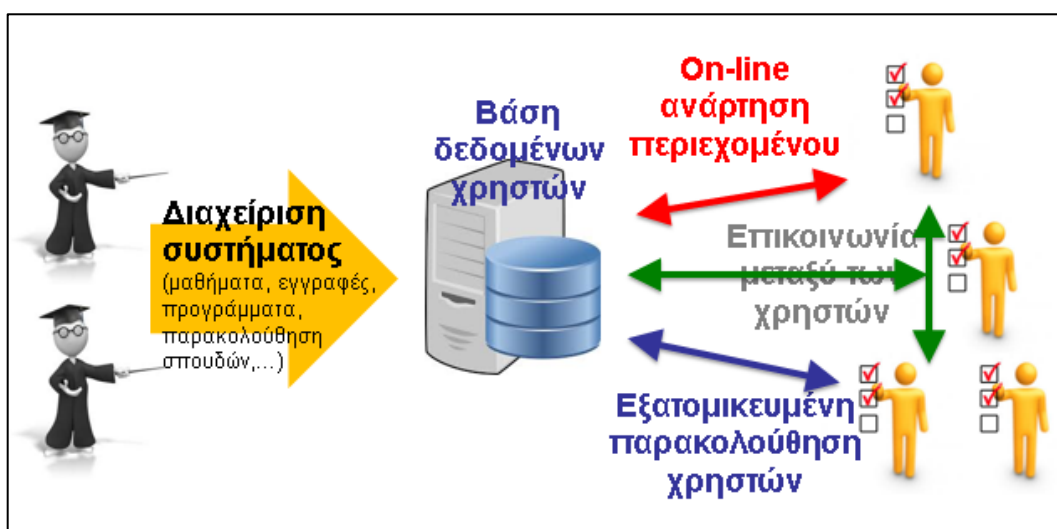 Διαχείριση
συστήματος
(μαθήματα, εγγραφές,
προγράμματα,
παρακολούθηση
σπουδών,...)
Βάση
δεδομένων
χρηστών
On-line
ανάρτηση
περιεχομένου
Επικοινωνία
μεταξύ των
χρηστών
Εξατομικευμένη
παρακολούθηση
χρηστών